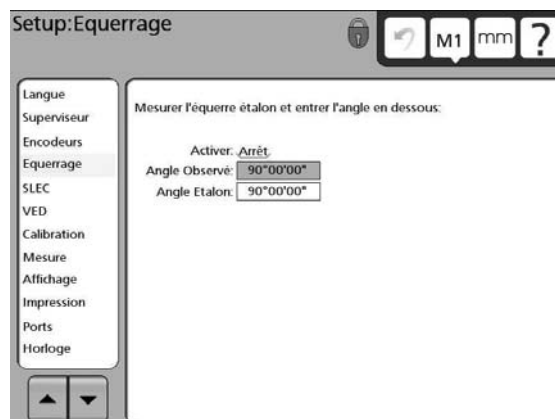 Setup:Equerrage
M1
mm
?
Langue
Superviseur
Encodeurs
Equerrage
SLEC
VED
Calibration
Mesure
Affichage
Impression
Ports
Horloge
Mesurer l'équerre étalon et entrer l'angle en dessous:
Activer: Arrêt
Angle Observé: 90°00'00"
Angle Etalon: 90°00'00"